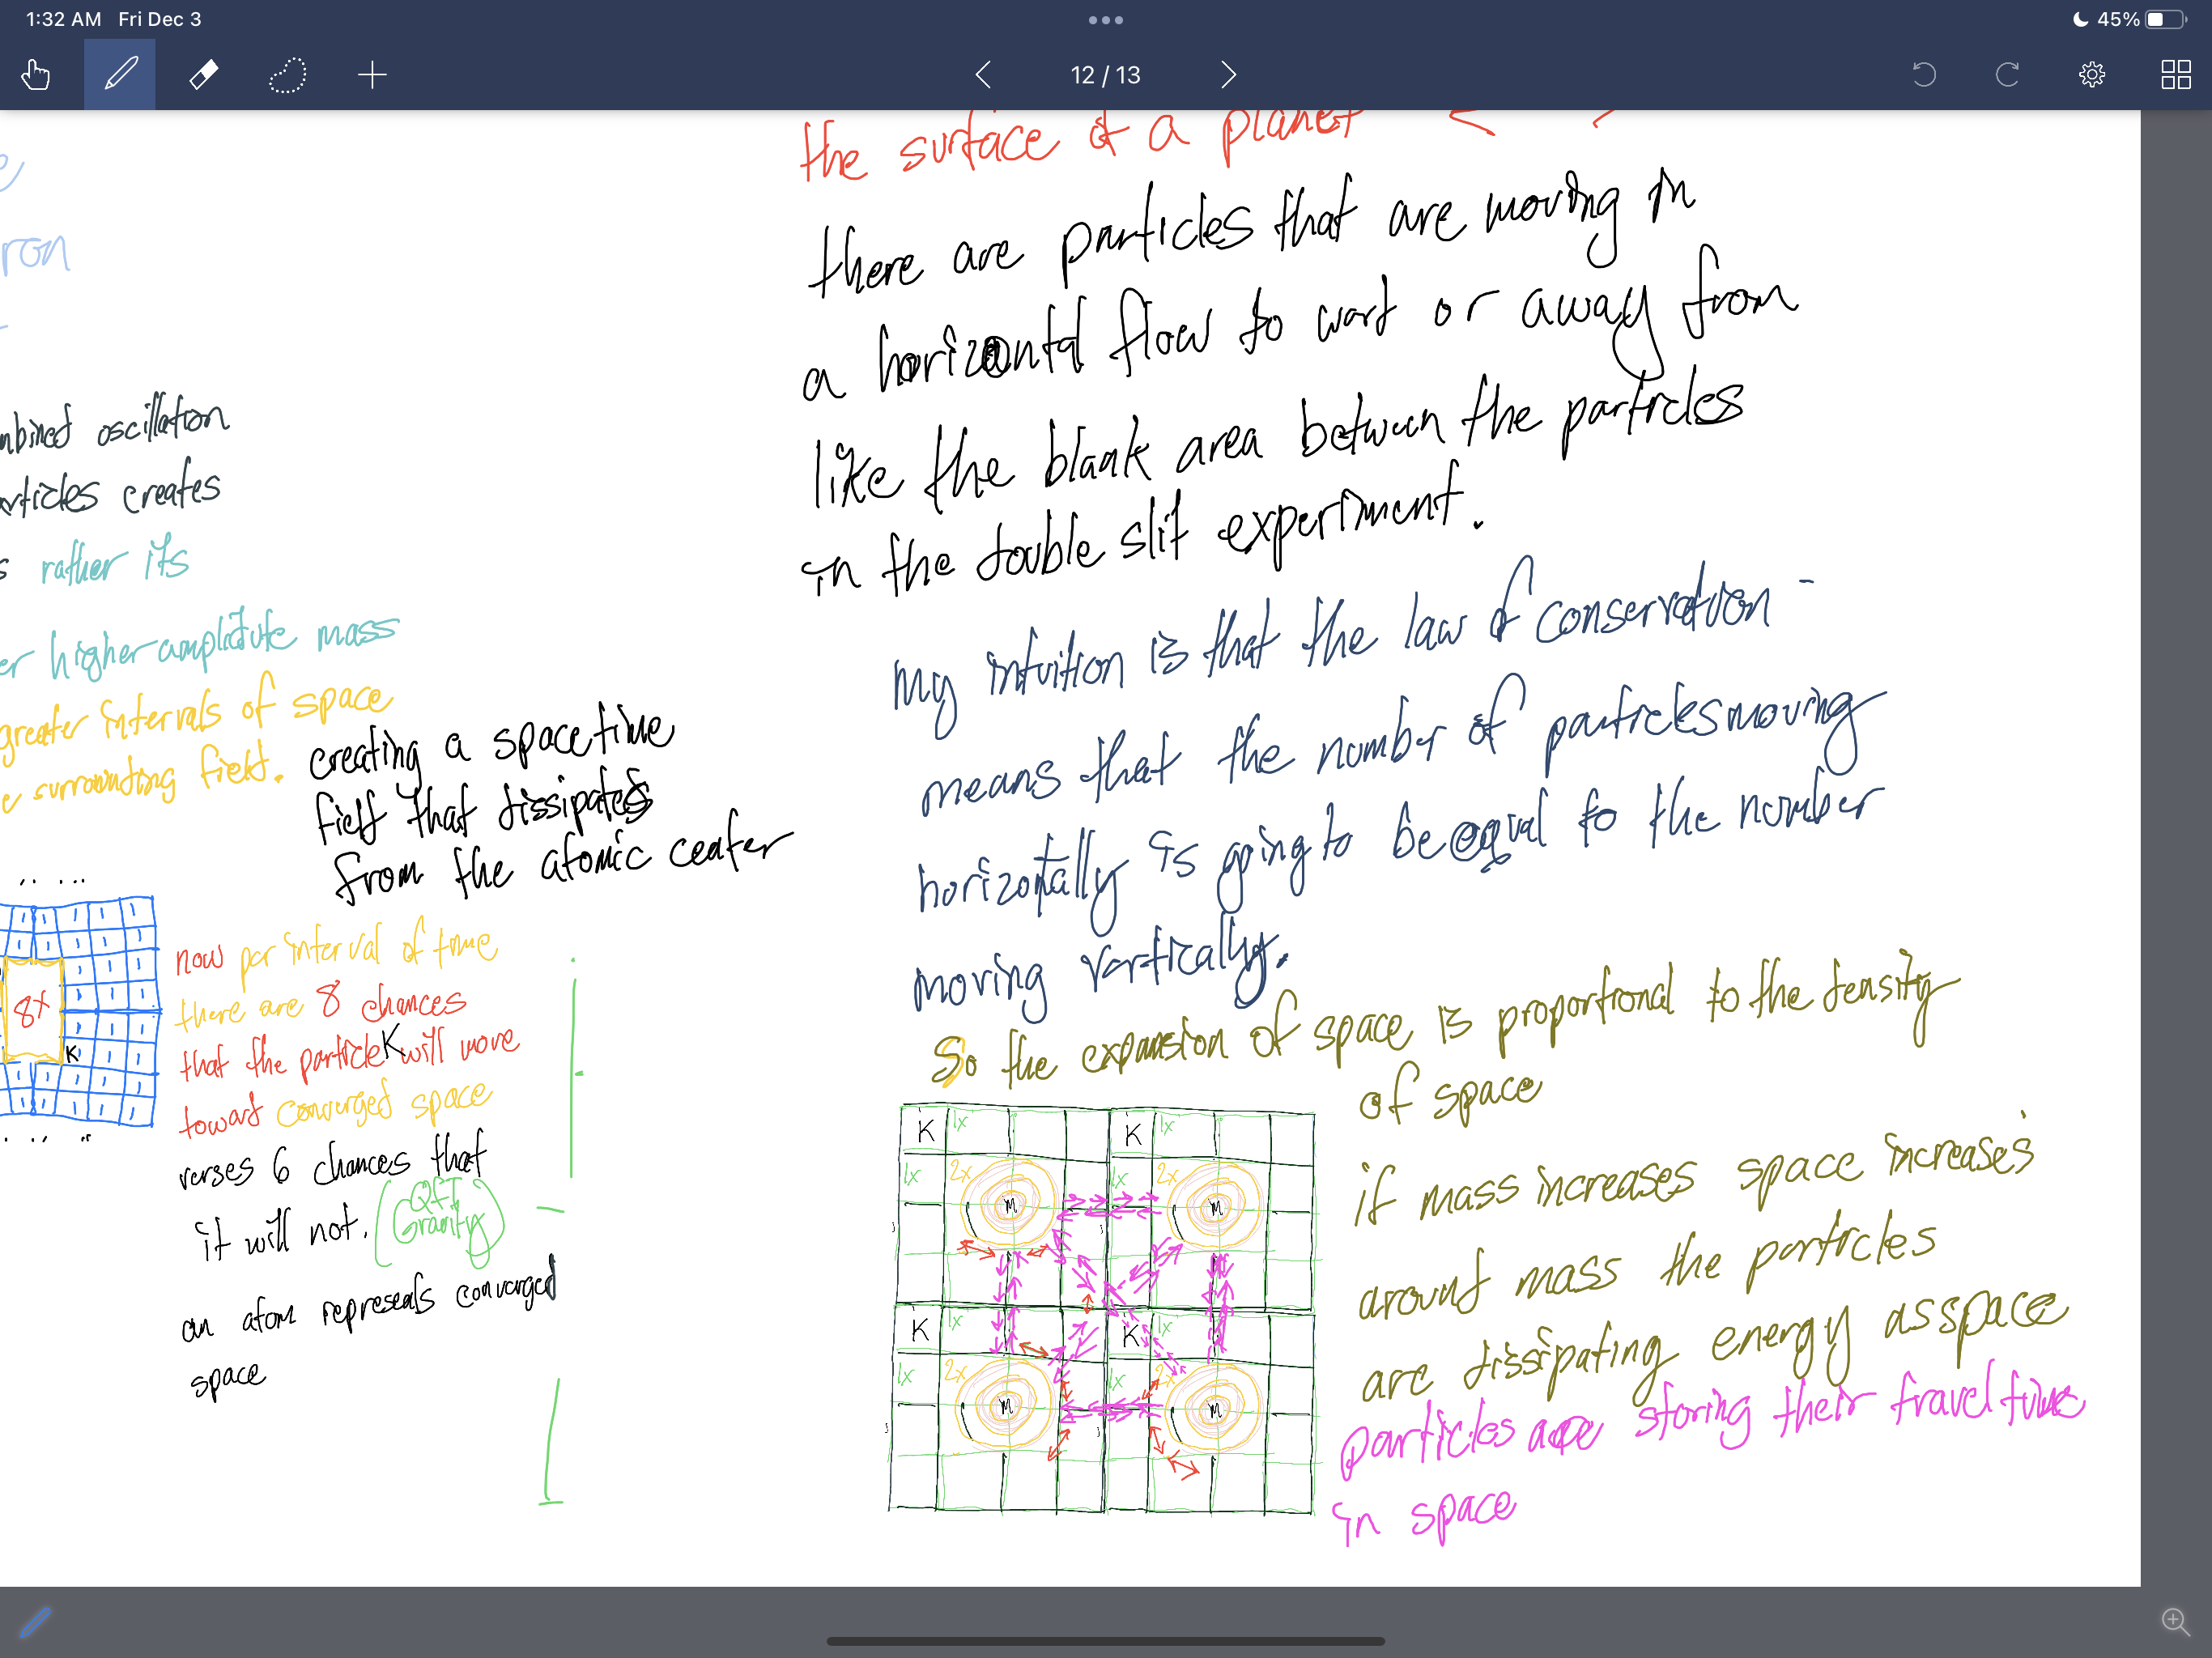 1:32 AM Fri Dec 3
45%
12 / 13
e
ron
mbined oscillation
articles creates
s rather its
er higher amplitute mass
greater intervals of space
e surrounding field. creating a space time
field that dissipates
from the atomic center
8x
K
now per interval of time
there are 8 chances
that the particle K will move
toward converged space
verses 6 chances that
it will not. (QFT Gravity)
an atom represents converged
space
the surface of a planet
there are particles that are moving in
a horizontal flow to ward or away from
like the blank area between the particles
in the double slit experiment.
my intuition is that the law of conservation -
means that the number of particles moving
horizontally is going to be equal to the number
moving vertically.
So the expansion of space is proportional to the density
of space
if mass increases space increases
around mass the particles
are dissipating energy as space
particles are storing their travel time
in space
K 1x K 1x
1x 2x 1x 2x
m m
K 1x K 1x
1x 2x 1x 2x
m m